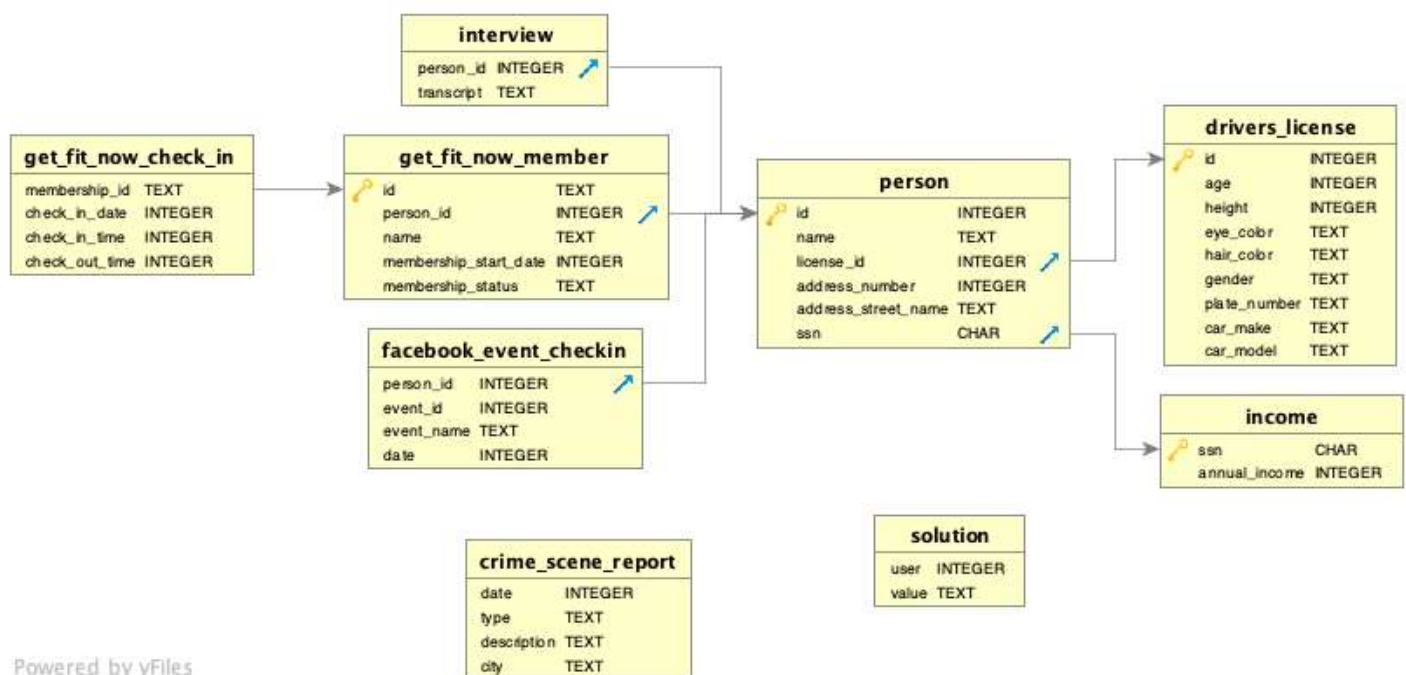 interview
person_id INTEGER
transcript TEXT
get_fit_now_check_in
membership_id TEXT
check_in_date INTEGER
check_in_time INTEGER
check_out_time INTEGER
get_fit_now_member
id TEXT
person_id INTEGER
name TEXT
membership_start_date INTEGER
membership_status TEXT
facebook_event_checkin
person_id INTEGER
event_id INTEGER
event_name TEXT
date INTEGER
person
id INTEGER
name TEXT
license_id INTEGER
address_number INTEGER
address_street_name TEXT
ssn CHAR
drivers_license
id INTEGER
age INTEGER
height INTEGER
eye_color TEXT
hair_color TEXT
gender TEXT
plate_number TEXT
car_make TEXT
car_model TEXT
income
ssn CHAR
annual_income INTEGER
solution
user INTEGER
value TEXT
crime_scene_report
date INTEGER
type TEXT
description TEXT
city TEXT
Powered by yFiles